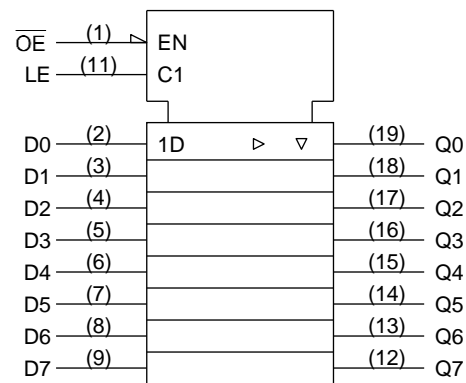 OE (1) EN
LE (11) C1
D0 (2) 1D (19) Q0
D1 (3) (18) Q1
D2 (4) (17) Q2
D3 (5) (16) Q3
D4 (6) (15) Q4
D5 (7) (14) Q5
D6 (8) (13) Q6
D7 (9) (12) Q7